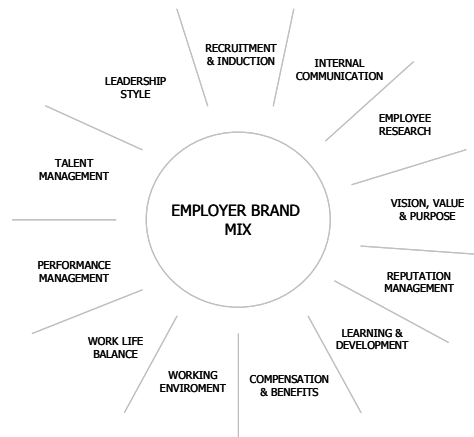 RECRUITMENT
& INDUCTION
INTERNAL
COMMUNICATION
EMPLOYEE
RESEARCH
VISION, VALUE
& PURPOSE
REPUTATION
MANAGEMENT
LEARNING &
DEVELOPMENT
COMPENSATION
& BENEFITS
WORKING
ENVIROMENT
WORK LIFE
BALANCE
PERFORMANCE
MANAGEMENT
TALENT
MANAGEMENT
LEADERSHIP
STYLE
EMPLOYER BRAND
MIX